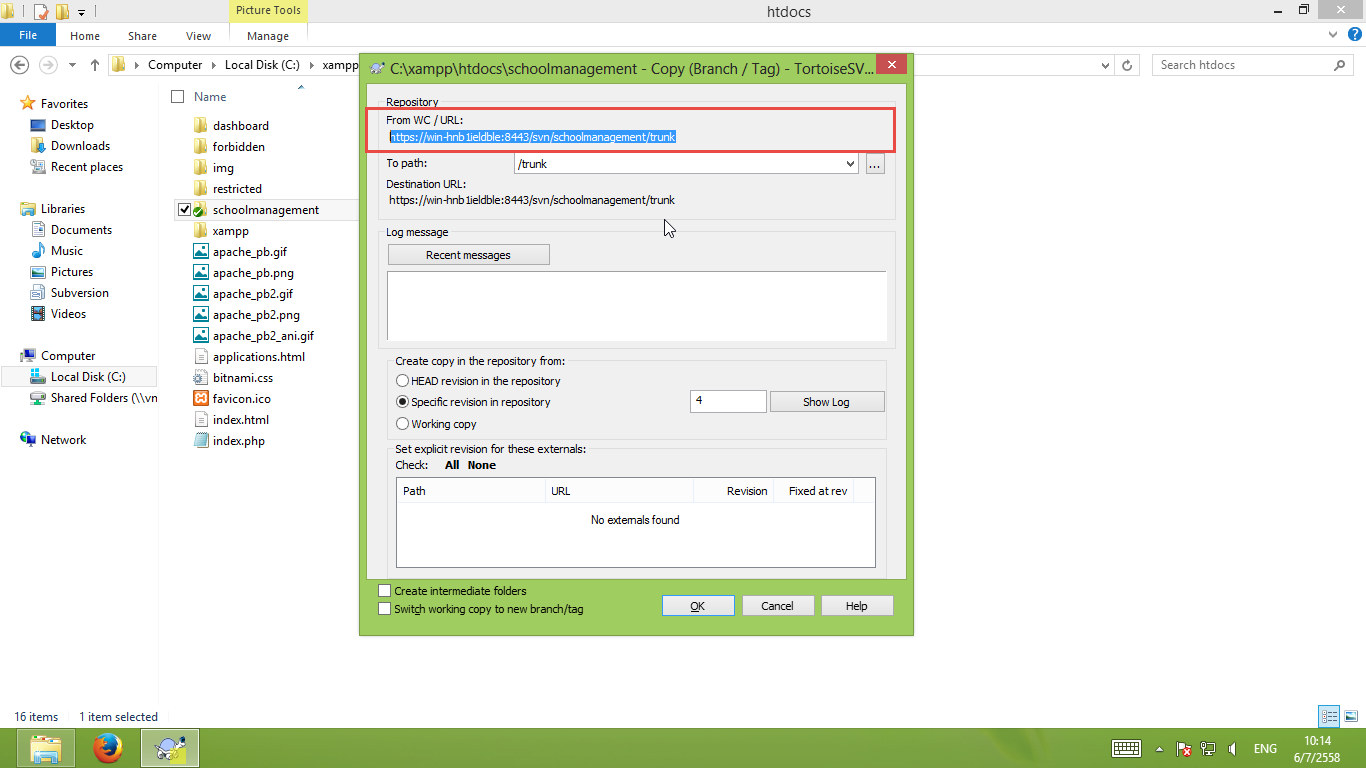 Picture Tools
htdocs
File
Home
Share
View
Manage
Computer
Local Disk (C:)
xampp
Search htdocs
Favorites
Desktop
Downloads
Recent places
Libraries
Documents
Music
Pictures
Subversion
Videos
Computer
Local Disk (C:)
Shared Folders (\\vn
Network
Name
dashboard
forbidden
img
restricted
schoolmanagement
xampp
apache_pb.gif
apache_pb.png
apache_pb2.gif
apache_pb2.png
apache_pb2_ani.gif
applications.html
bitnami.css
favicon.ico
index.html
index.php
C:\xampp\htdocs\schoolmanagement - Copy (Branch / Tag) - TortoiseSV...
Repository
From WC / URL:
https://win-hnb1ieldble:8443/svn/schoolmanagement/trunk
To path:
/trunk
...
Destination URL:
https://win-hnb1ieldble:8443/svn/schoolmanagement/trunk
Log message
Recent messages
Create copy in the repository from:
HEAD revision in the repository
Specific revision in repository
4
Show Log
Working copy
Set explicit revision for these externals:
Check: All None
Path URL Revision Fixed at rev
No externals found
Create intermediate folders
Switch working copy to new branch/tag
OK
Cancel
Help
16 items
1 item selected
ENG
10:14
6/7/2558